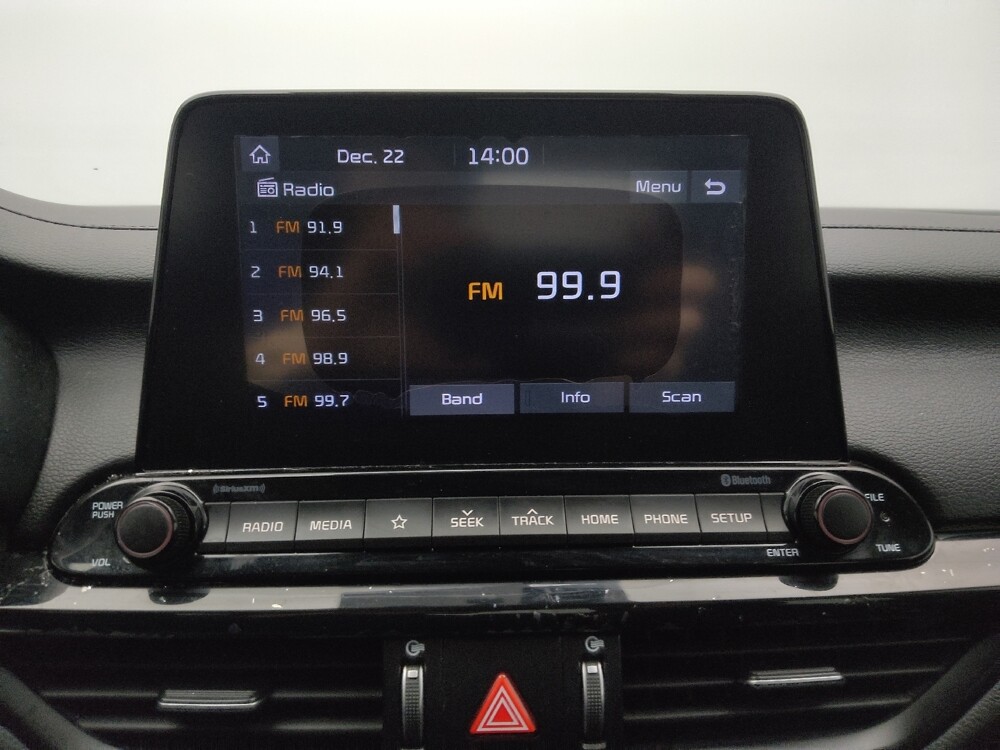 Dec. 22 14:00
Radio Menu
1 FM 91.9
2 FM 94.1
3 FM 96.5
4 FM 98.9
5 FM 99.7
FM 99.9
Band Info Scan
((SiriusXM)) Bluetooth
POWER PUSH
VOL
RADIO MEDIA SEEK TRACK HOME PHONE SETUP
FILE
ENTER TUNE